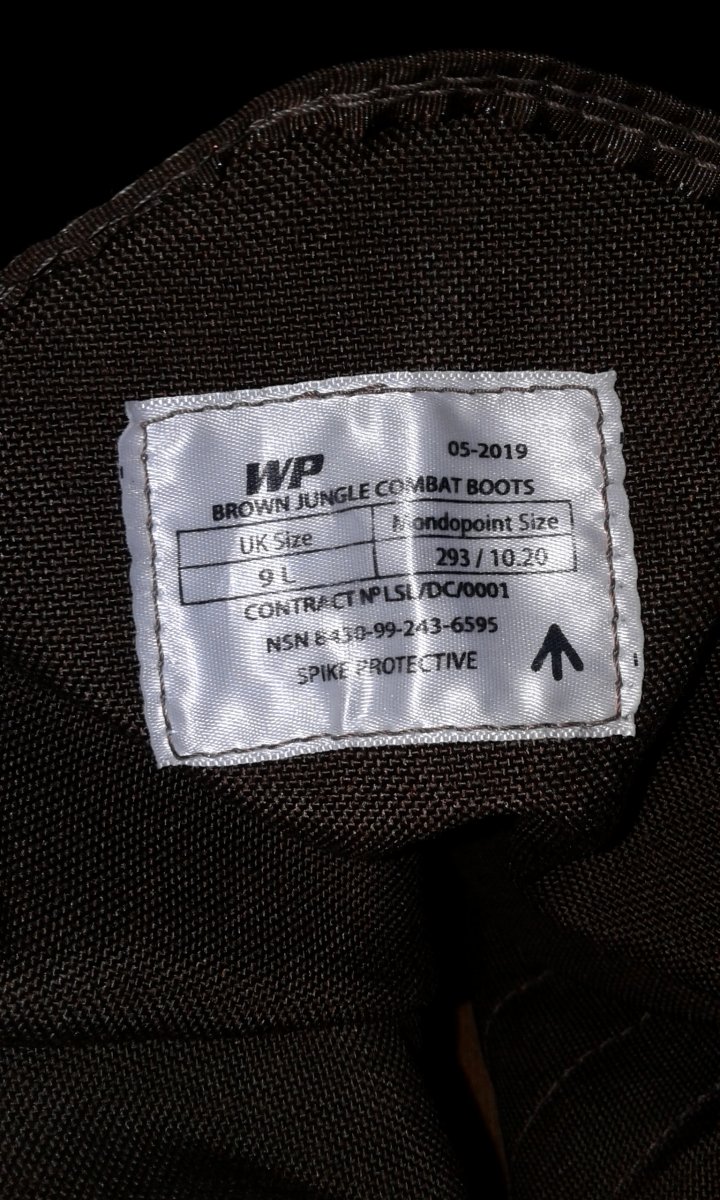 WP
05-2019
BROWN JUNGLE COMBAT BOOTS
UK Size Mondopoint Size
9 L 293 / 10.20
CONTRACT Nº LSL/DC/0001
NSN 8430-99-243-6595
SPIKE PROTECTIVE